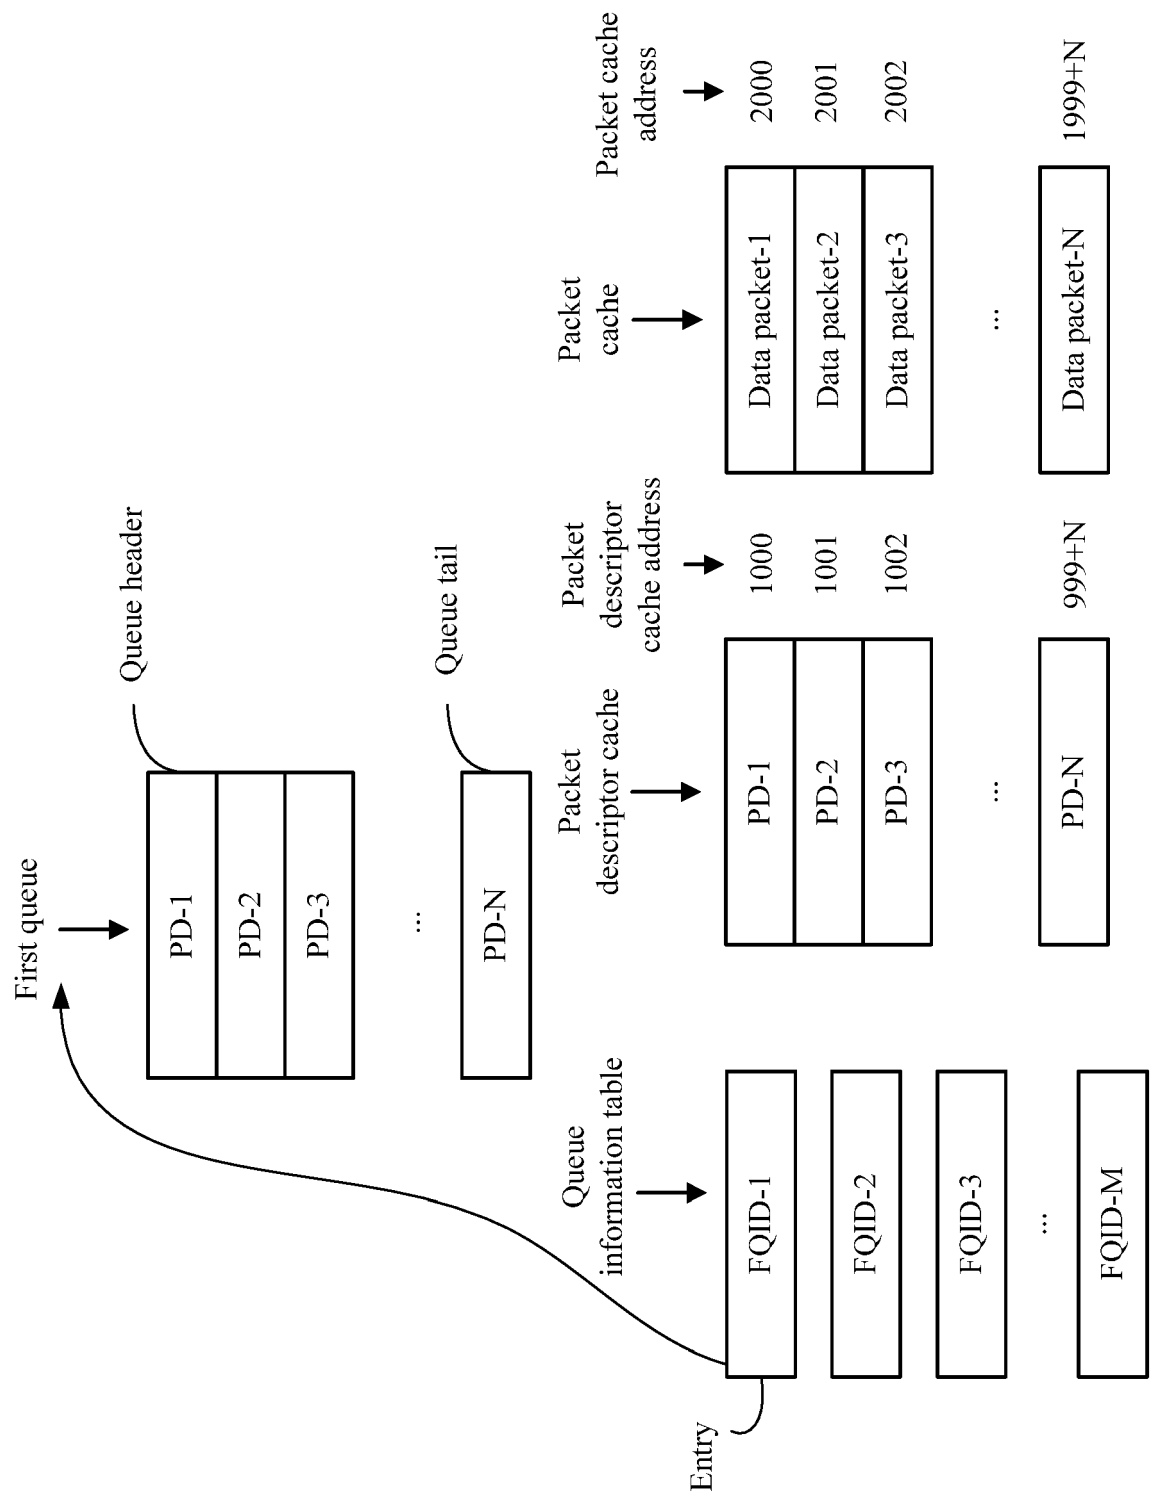 First queue
PD-1
PD-2
PD-3
...
PD-N
Queue header
Queue tail
Entry
Queue
information table
FQID-1
FQID-2
FQID-3
...
FQID-M
Packet
descriptor cache
PD-1
PD-2
PD-3
...
PD-N
Packet
descriptor
cache address
1000
1001
1002
999+N
Packet
cache
Data packet-1
Data packet-2
Data packet-3
...
Data packet-N
Packet cache
address
2000
2001
2002
1999+N